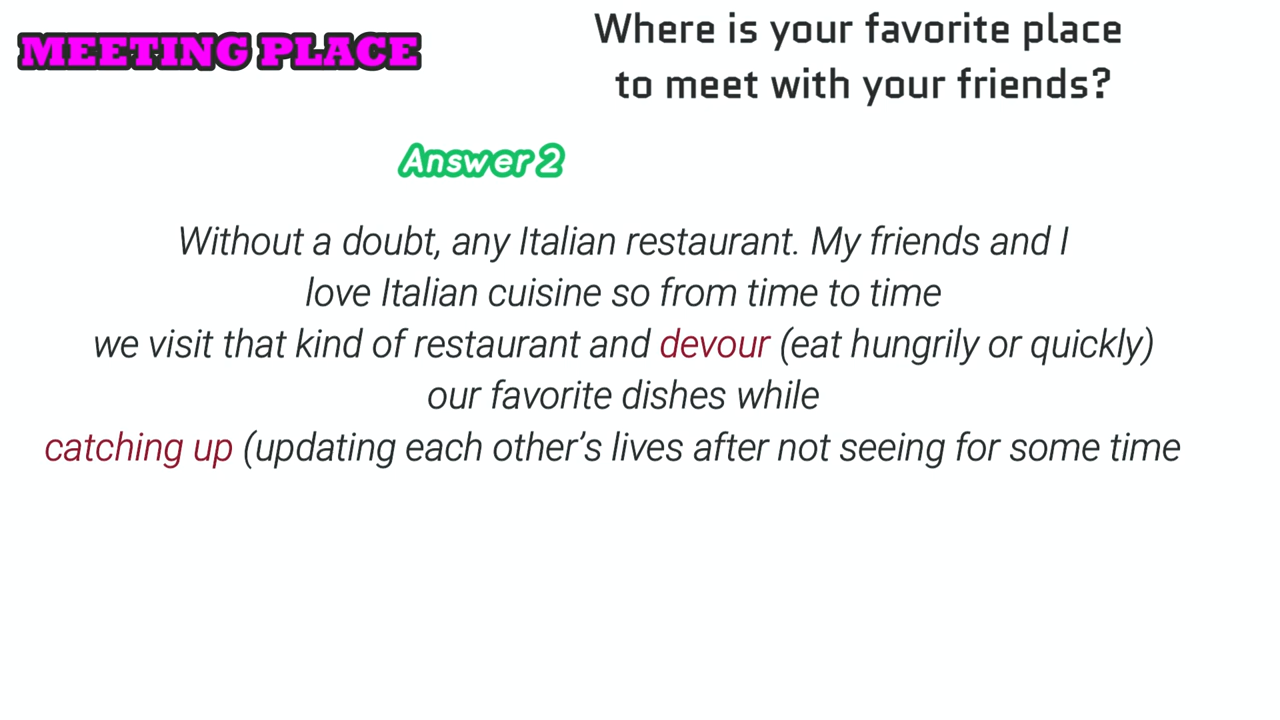 MEETING PLACE
Where is your favorite place
to meet with your friends?
Answer 2
Without a doubt, any Italian restaurant. My friends and I
love Italian cuisine so from time to time
we visit that kind of restaurant and devour (eat hungrily or quickly)
our favorite dishes while
catching up (updating each other’s lives after not seeing for some time